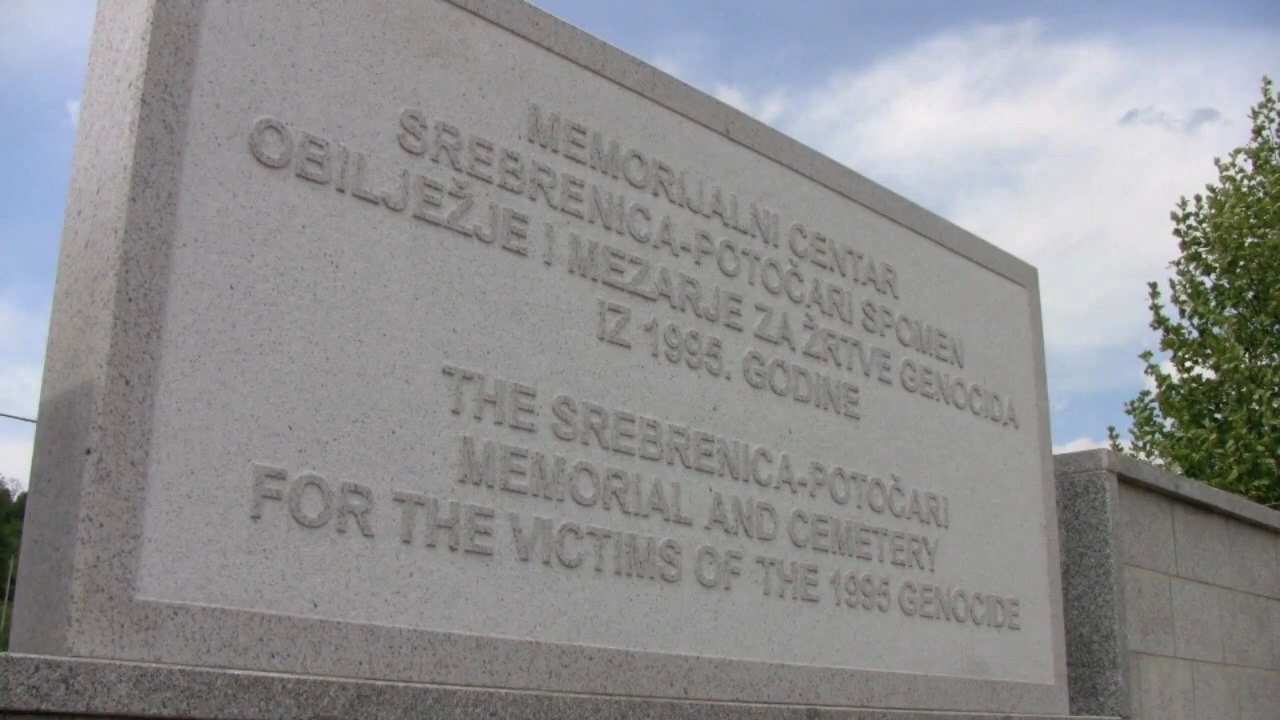 MEMORIJALNI CENTAR
SREBRENICA-POTOČARI SPOMEN
OBILJEŽJE I MEZARJE ZA ŽRTVE GENOCIDA
IZ 1995. GODINE
THE SREBRENICA-POTOČARI
MEMORIAL AND CEMETERY
FOR THE VICTIMS OF THE 1995 GENOCIDE